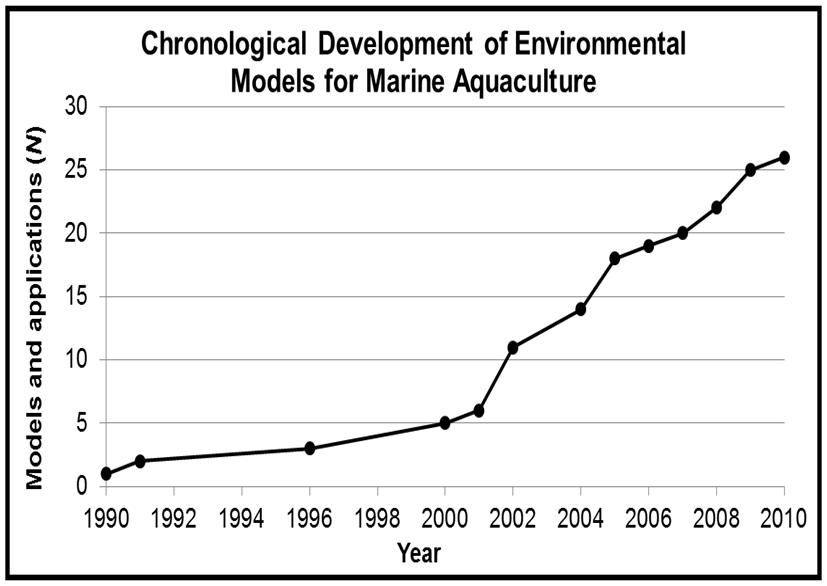 Chronological Development of Environmental
Models for Marine Aquaculture
Models and applications (N)
30
25
20
15
10
5
0
1990 1992 1994 1996 1998 2000 2002 2004 2006 2008 2010
Year